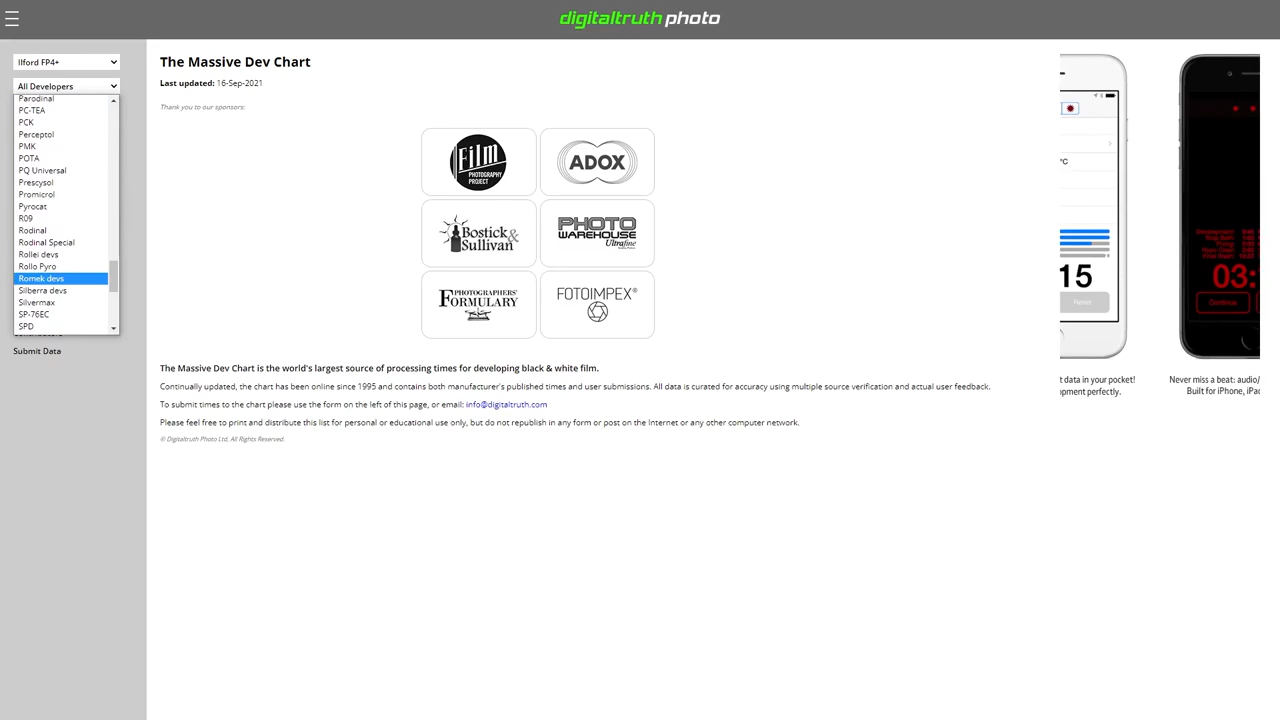 digitaltruth photo
Ilford FP4+
All Developers
Parodinal
PC-TEA
PCK
Perceptol
PMK
POTA
PQ Universal
Prescysol
Promicrol
Pyrocat
R09
Rodinal
Rodinal Special
Rollei devs
Rollo Pyro
Romek devs
Silberra devs
Silvermax
SP-76EC
SPD
Submit Data
The Massive Dev Chart
Last updated: 16-Sep-2021
Thank you to our sponsors:
Film
PHOTOGRAPHY
PROJECT
ADOX
Bostick &
Sullivan
PHOTO
WAREHOUSE
Ultrafine
PHOTOGRAPHERS'
FORMULARY
FOTOIMPEX®
The Massive Dev Chart is the world's largest source of processing times for developing black & white film.
Continually updated, the chart has been online since 1995 and contains both manufacturer's published times and user submissions. All data is curated for accuracy using multiple source verification and actual user feedback.
To submit times to the chart please use the form on the left of this page, or email: info@digitaltruth.com
Please feel free to print and distribute this list for personal or educational use only, but do not republish in any form or post on the Internet or any other computer network.
© Digitaltruth Photo Ltd, All Rights Reserved.
°C
15
Reset
t data in your pocket!
opment perfectly.
03:
Continue
Never miss a beat: audio/
Built for iPhone, iPa